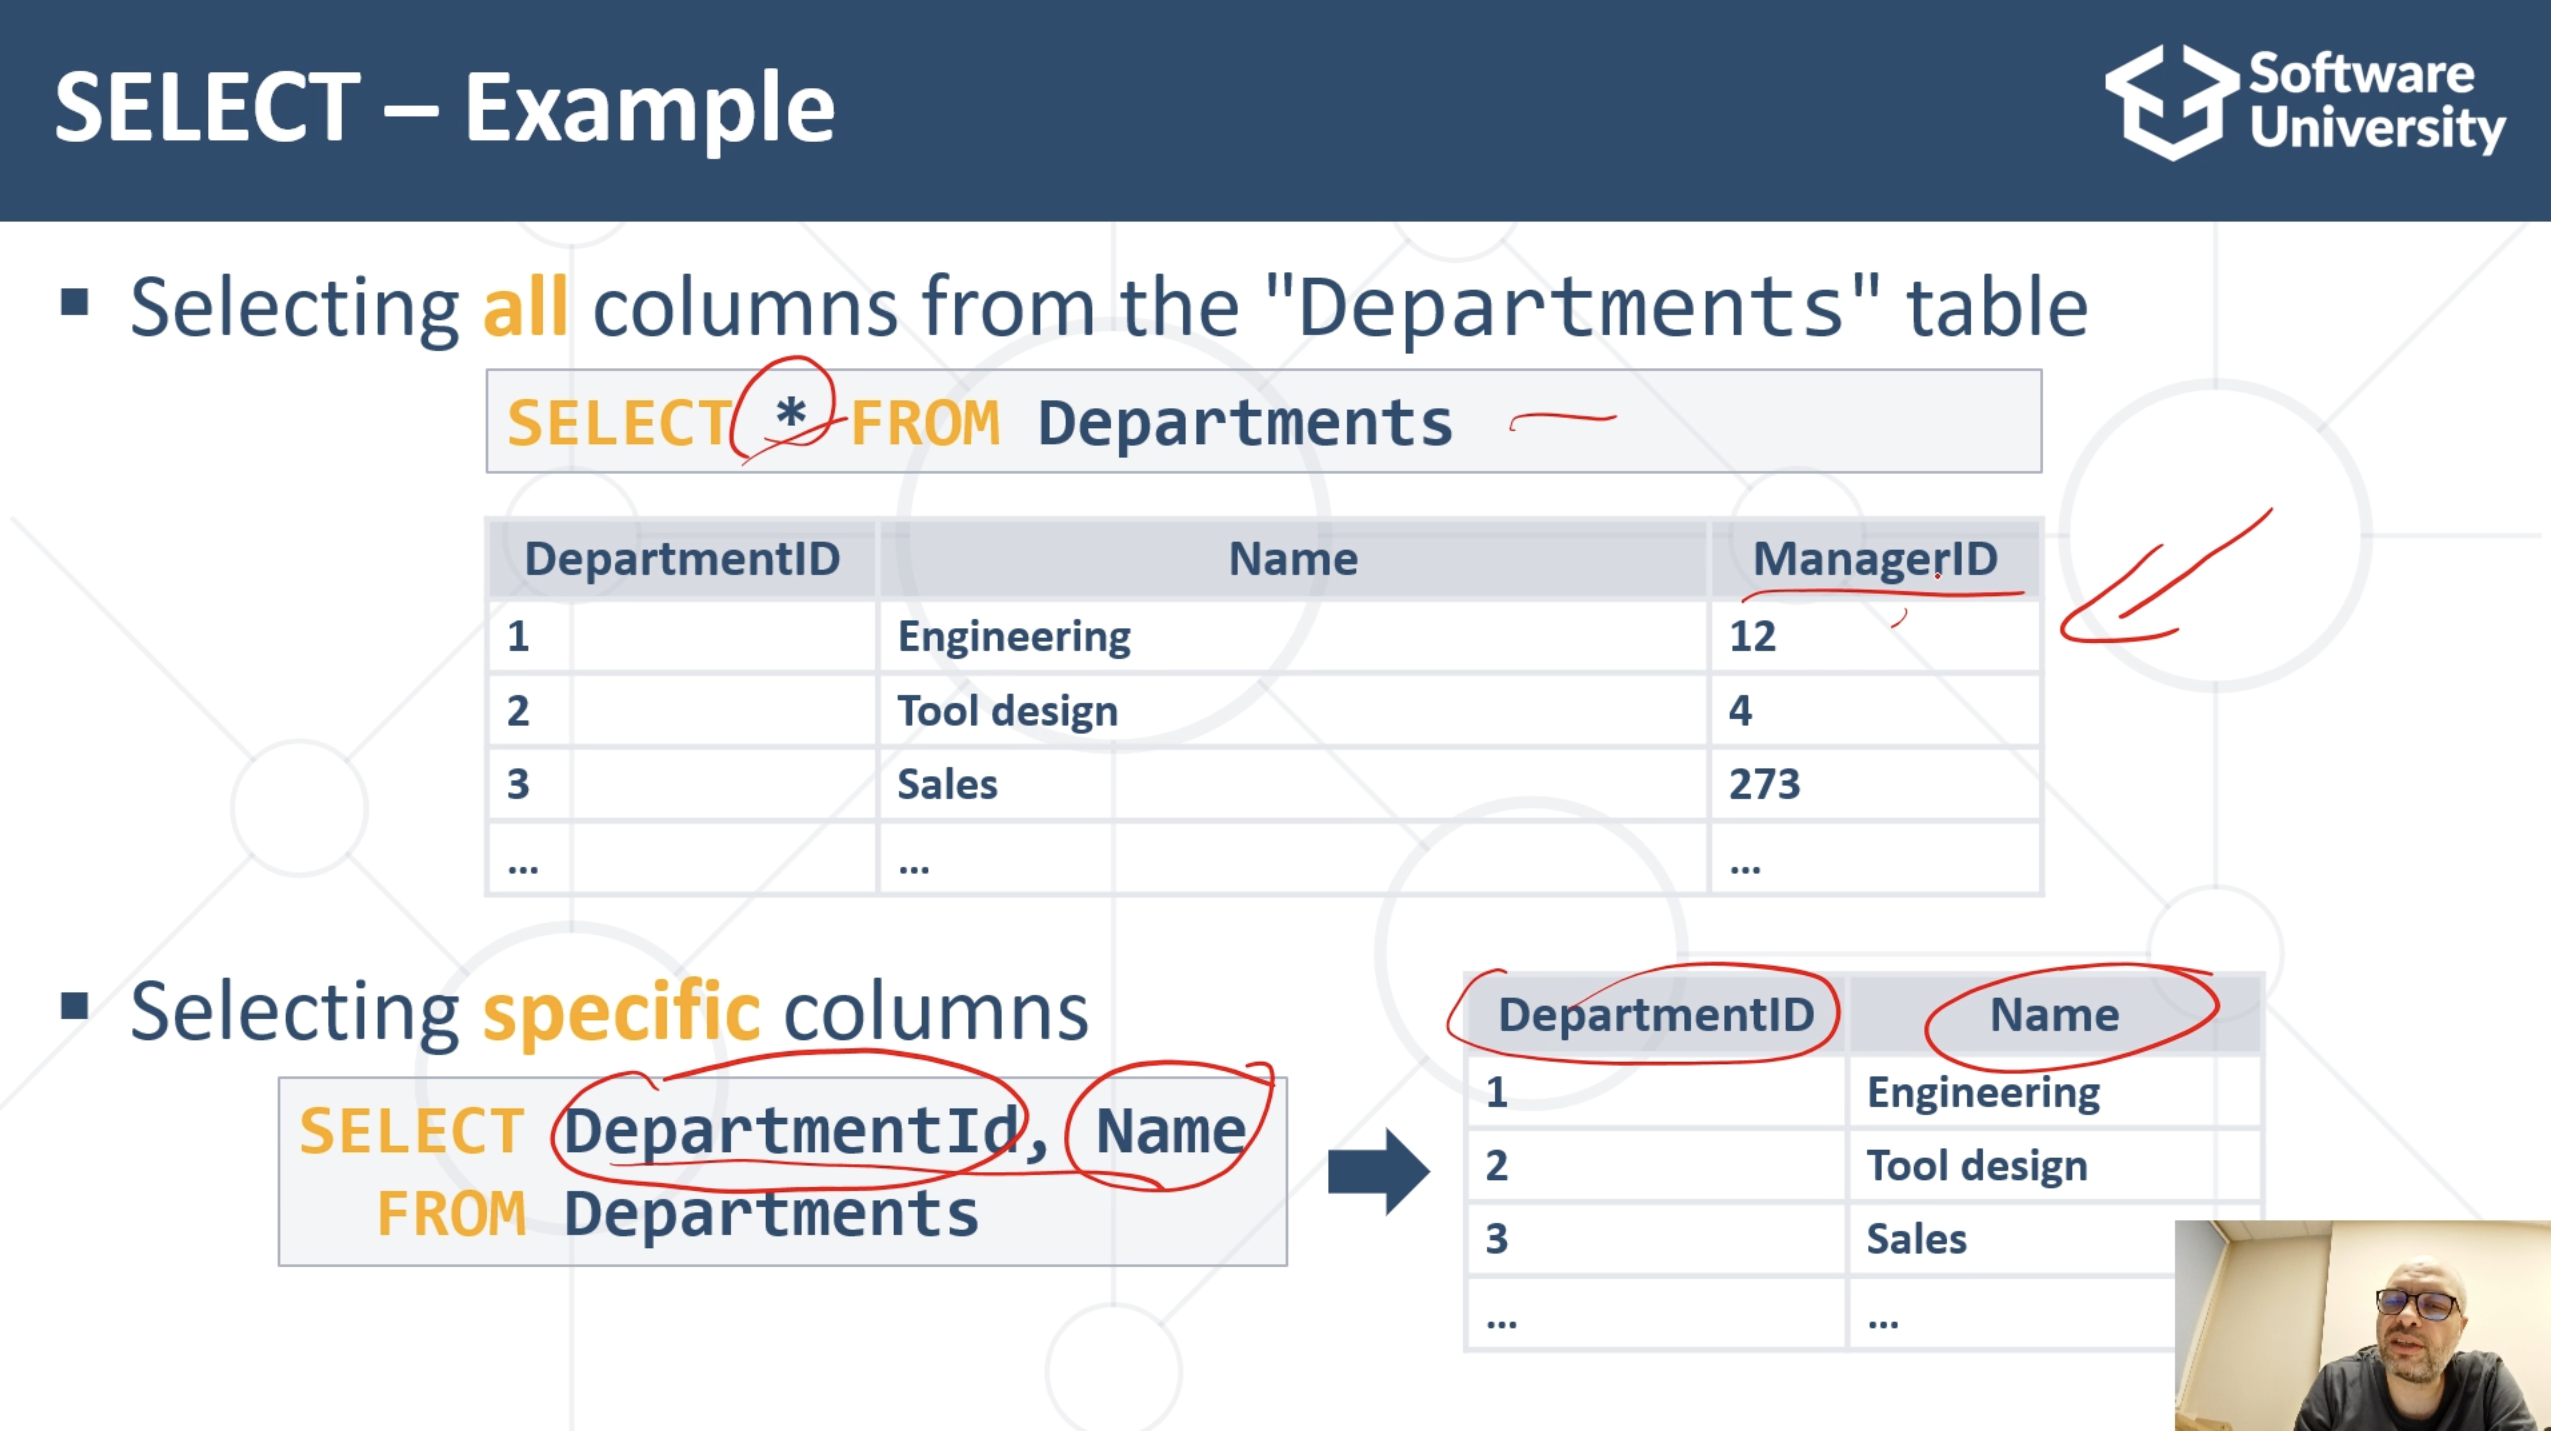 SELECT – Example
Software
University
▪ Selecting all columns from the "Departments" table
SELECT * FROM Departments
DepartmentID Name ManagerID
1 Engineering 12
2 Tool design 4
3 Sales 273
... ... ...
▪ Selecting specific columns
SELECT DepartmentId, Name
FROM Departments
DepartmentID Name
1 Engineering
2 Tool design
3 Sales
... ...